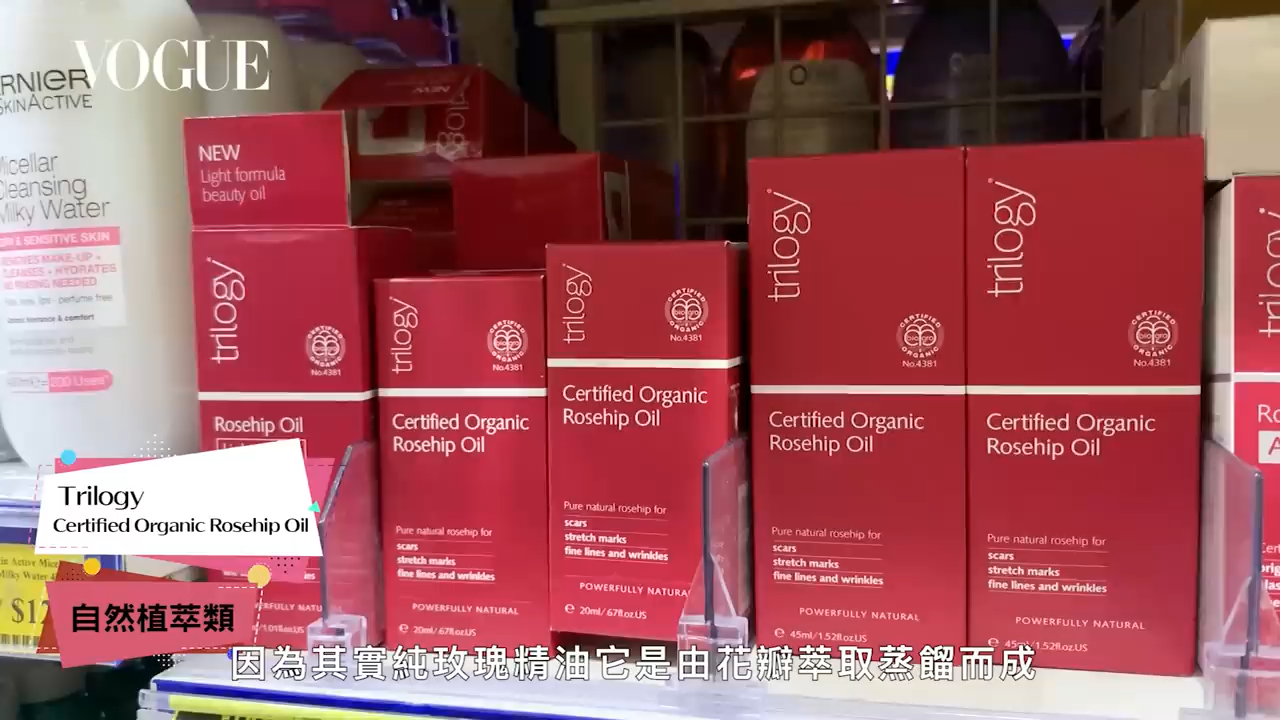 VOGUE
SKINACTIVE
Micellar
Cleansing
Milky Water
& SENSITIVE SKIN
NEW
Light formula
beauty oil
trilogy
CERTIFIED ORGANIC
No.4381
Rosehip Oil
trilogy
CERTIFIED ORGANIC
No.4381
Certified Organic
Rosehip Oil
Pure natural rosehip for
scars
stretch marks
fine lines and wrinkles
POWERFULLY NATURAL
20ml/.67fl.oz.US
trilogy
CERTIFIED ORGANIC
No.4381
Certified Organic
Rosehip Oil
Pure natural rosehip for
scars
stretch marks
fine lines and wrinkles
POWERFULLY NATURAL
20ml/.67fl.oz.US
trilogy
CERTIFIED ORGANIC
No.4381
Certified Organic
Rosehip Oil
Pure natural rosehip for
scars
stretch marks
fine lines and wrinkles
POWERFULLY NATURAL
45ml/1.52fl.oz.US
trilogy
CERTIFIED ORGANIC
No.4381
Certified Organic
Rosehip Oil
Pure natural rosehip for
scars
stretch marks
fine lines and wrinkles
POWERFULLY NATURAL
45ml/1.52fl.oz.US
trilogy
Trilogy
Certified Organic Rosehip Oil
自然植萃類
因為其實純玫瑰精油它是由花瓣萃取蒸餾而成